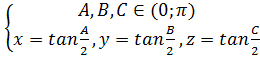 A, B, C ∈ (0; π)
x = tan A/2, y = tan B/2, z = tan C/2